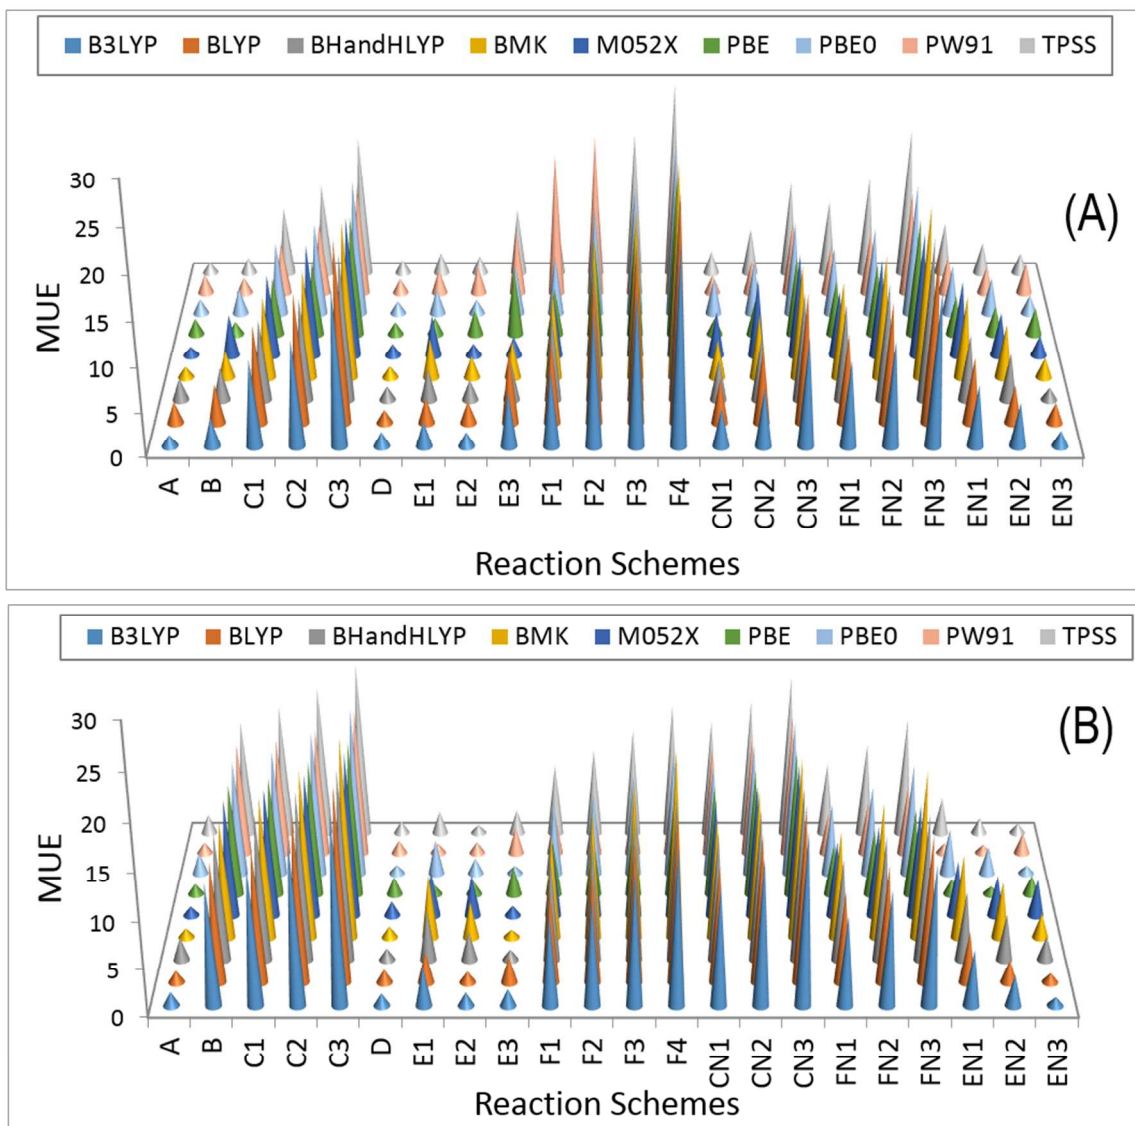 B3LYP BLYP BHandHLYP BMK M052X PBE PBE0 PW91 TPSS
(A)
30
25
20
15
10
5
0
MUE
A B C1 C2 C3 D E1 E2 E3 F1 F2 F3 F4 CN1 CN2 CN3 FN1 FN2 FN3 EN1 EN2 EN3
Reaction Schemes
B3LYP BLYP BHandHLYP BMK M052X PBE PBE0 PW91 TPSS
(B)
30
25
20
15
10
5
0
MUE
A B C1 C2 C3 D E1 E2 E3 F1 F2 F3 F4 CN1 CN2 CN3 FN1 FN2 FN3 EN1 EN2 EN3
Reaction Schemes